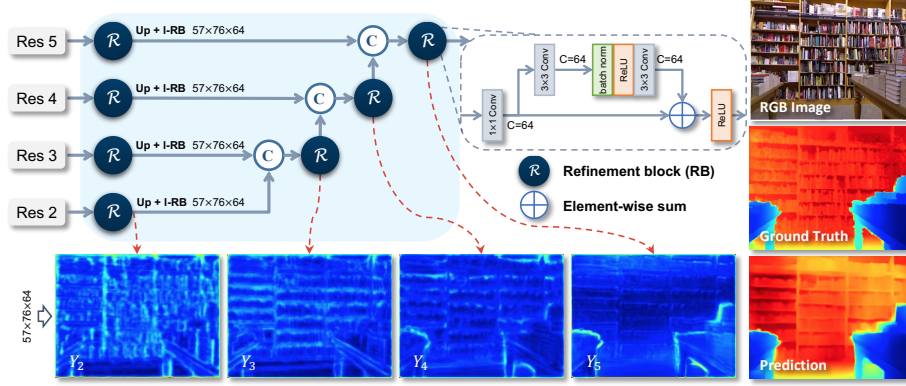 Res 5
R
Up + I-RB 57×76×64
C
R
Res 4
R
Up + I-RB 57×76×64
C
R
Res 3
R
Up + I-RB 57×76×64
C
R
Res 2
R
Up + I-RB 57×76×64
1×1 Conv
C=64
3×3 Conv
C=64
batch norm
ReLU
3×3 Conv
C=64
ReLU
R Refinement block (RB)
Element-wise sum
57×76×64
Y2
Y3
Y4
Y5
RGB Image
Ground Truth
Prediction